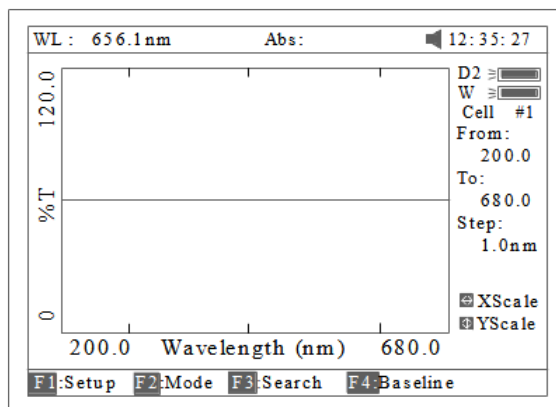 WL: 656.1nm Abs: 12:35:27
120.0
%T
0
D2
W
Cell #1
From:
200.0
To:
680.0
Step:
1.0nm
XScale
YScale
200.0 Wavelength (nm) 680.0
F1:Setup F2:Mode F3:Search F4:Baseline